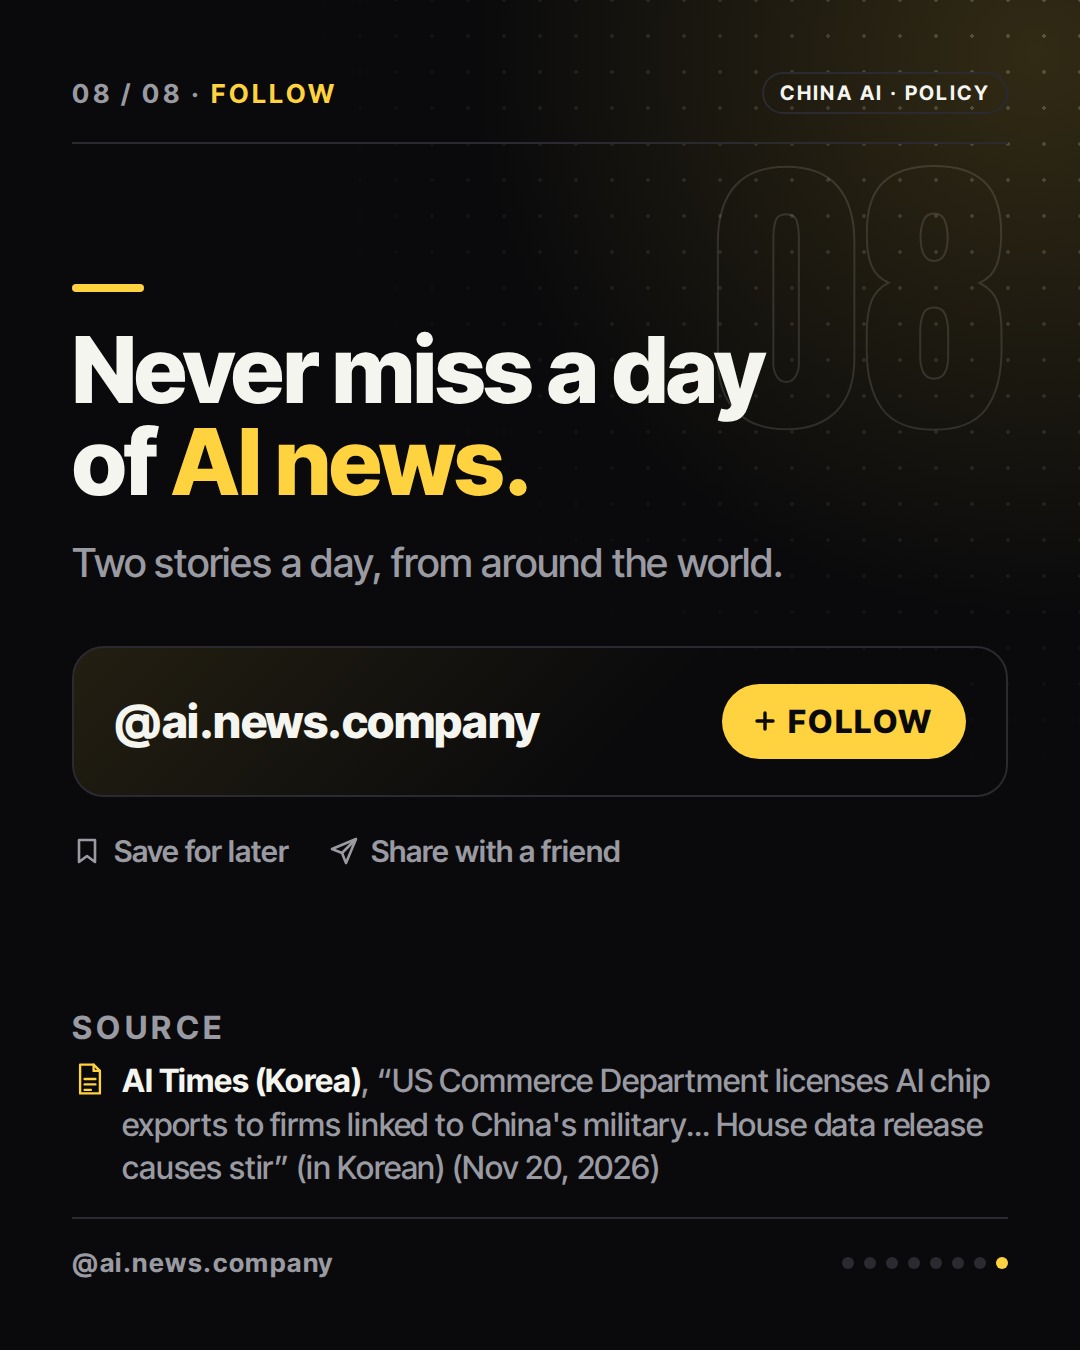 08 / 08 · FOLLOW
CHINA AI · POLICY
08
Never miss a day
of AI news.
Two stories a day, from around the world.
@ai.news.company
+ FOLLOW
Save for later
Share with a friend
SOURCE
AI Times (Korea), “US Commerce Department licenses AI chip
exports to firms linked to China's military... House data release
causes stir” (in Korean) (Nov 20, 2026)
@ai.news.company